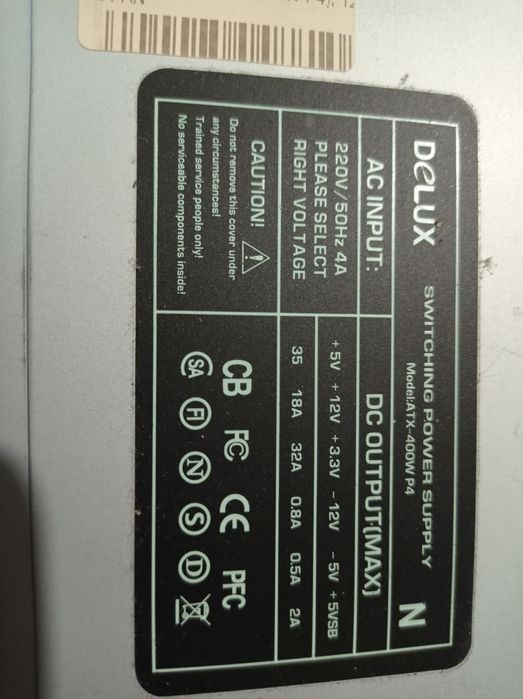 DeLUX
SWITCHING POWER SUPPLY
Model:ATX-400W P4
N
AC INPUT:
220V/50Hz 4A
PLEASE SELECT
RIGHT VOLTAGE
DC OUTPUT(MAX)
+5V +12V +3.3V -12V -5V +5VSB
35 18A 32A 0.8A 0.5A 2A
CAUTION!
Do not remove this cover under
any circumstances!
Trained service people only!
No serviceable components inside!
CB FC CE PFC
SA FI N S D